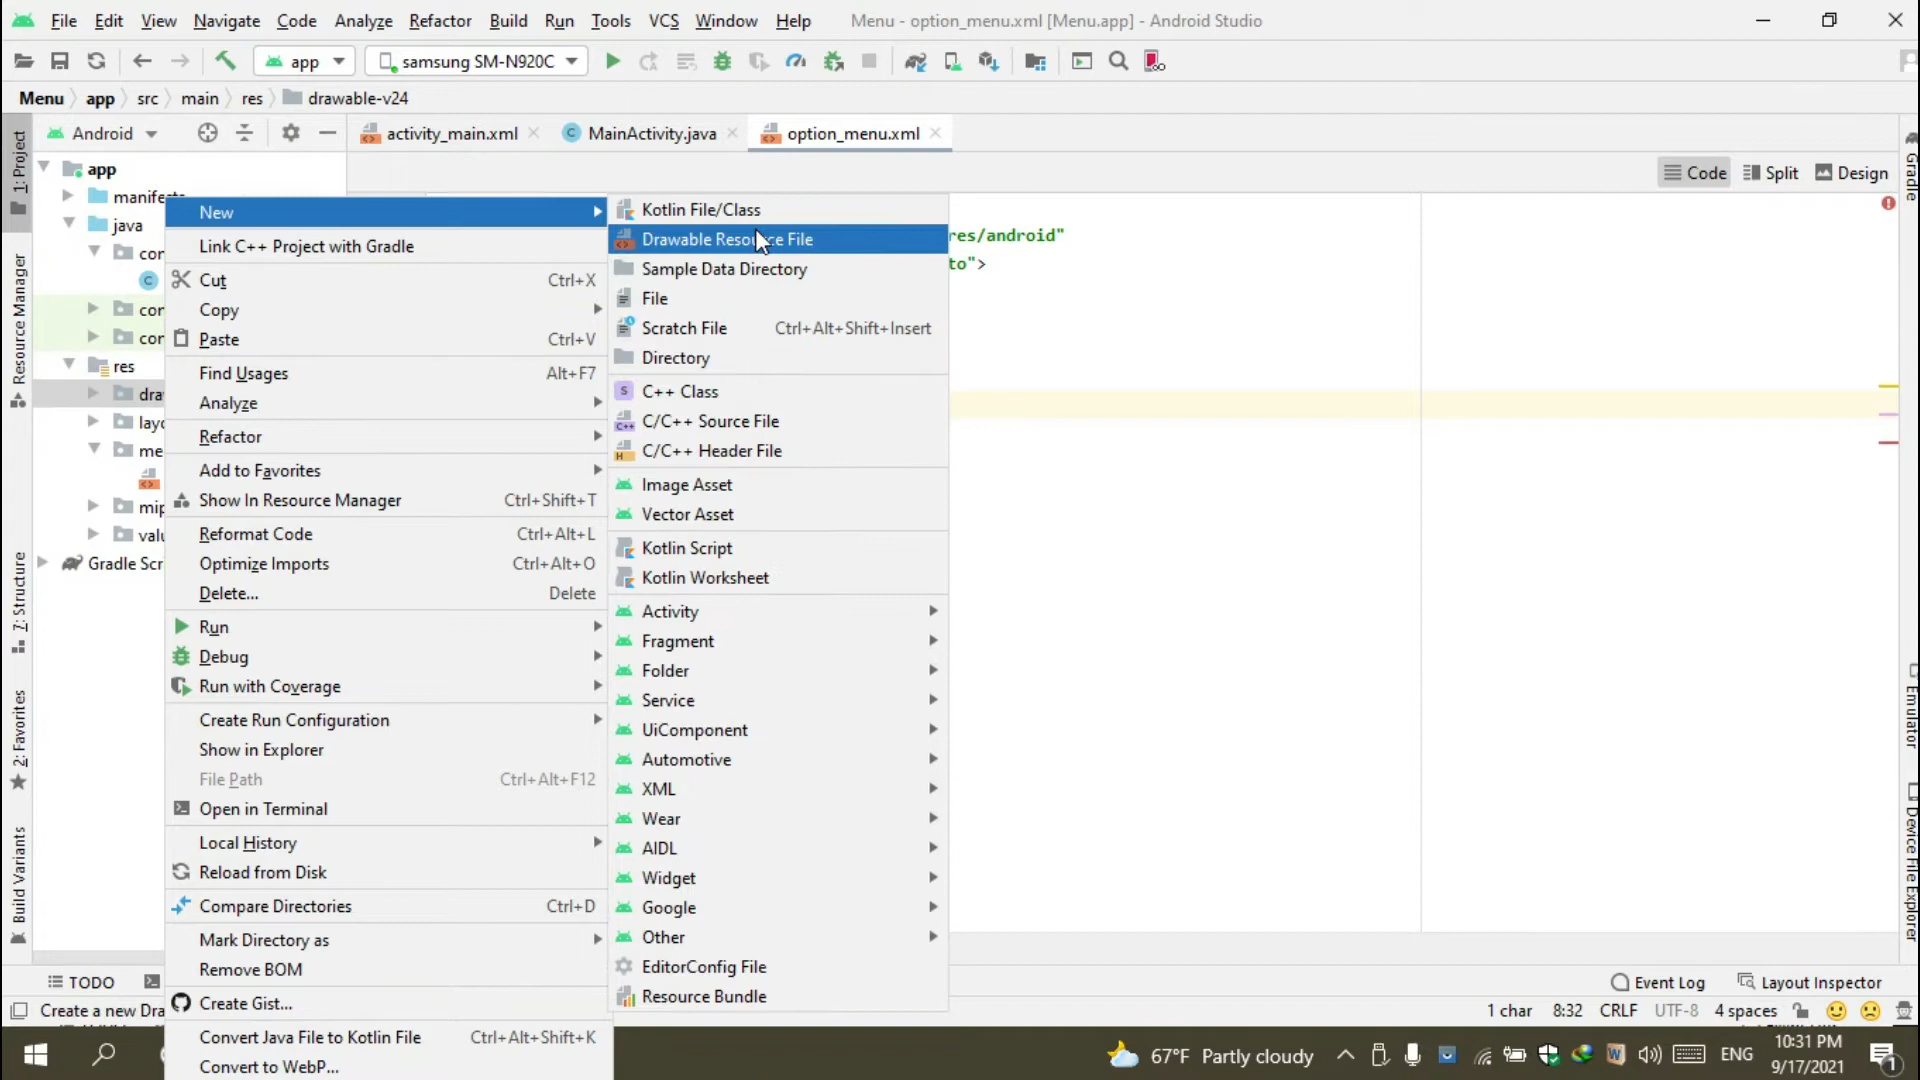 File Edit View Navigate Code Analyze Refactor Build Run Tools VCS Window Help Menu - option_menu.xml [Menu.app] - Android Studio
app samsung SM-N920C
Menu app src main res drawable-v24
Android activity_main.xml MainActivity.java option_menu.xml
Code Split Design
app
manifests
java
con
con
con
res
dra
layo
me
mip
valu
Gradle Scr
1: Project
Resource Manager
7: Structure
2: Favorites
Build Variants
New
Link C++ Project with Gradle
Cut Ctrl+X
Copy
Paste Ctrl+V
Find Usages Alt+F7
Analyze
Refactor
Add to Favorites
Show In Resource Manager Ctrl+Shift+T
Reformat Code Ctrl+Alt+L
Optimize Imports Ctrl+Alt+O
Delete... Delete
Run
Debug
Run with Coverage
Create Run Configuration
Show in Explorer
File Path Ctrl+Alt+F12
Open in Terminal
Local History
Reload from Disk
Compare Directories Ctrl+D
Mark Directory as
Remove BOM
Create Gist...
Convert Java File to Kotlin File Ctrl+Alt+Shift+K
Convert to WebP...
Kotlin File/Class
Drawable Resource File
Sample Data Directory
File
Scratch File Ctrl+Alt+Shift+Insert
Directory
C++ Class
C/C++ Source File
C/C++ Header File
Image Asset
Vector Asset
Kotlin Script
Kotlin Worksheet
Activity
Fragment
Folder
Service
UiComponent
Automotive
XML
Wear
AIDL
Widget
Google
Other
EditorConfig File
Resource Bundle
res/android"
to">
Gradle
Emulator
Device File Explorer
TODO Event Log Layout Inspector
Create a new Dra 1 char 8:32 CRLF UTF-8 4 spaces
67°F Partly cloudy ENG 10:31 PM
9/17/2021
1